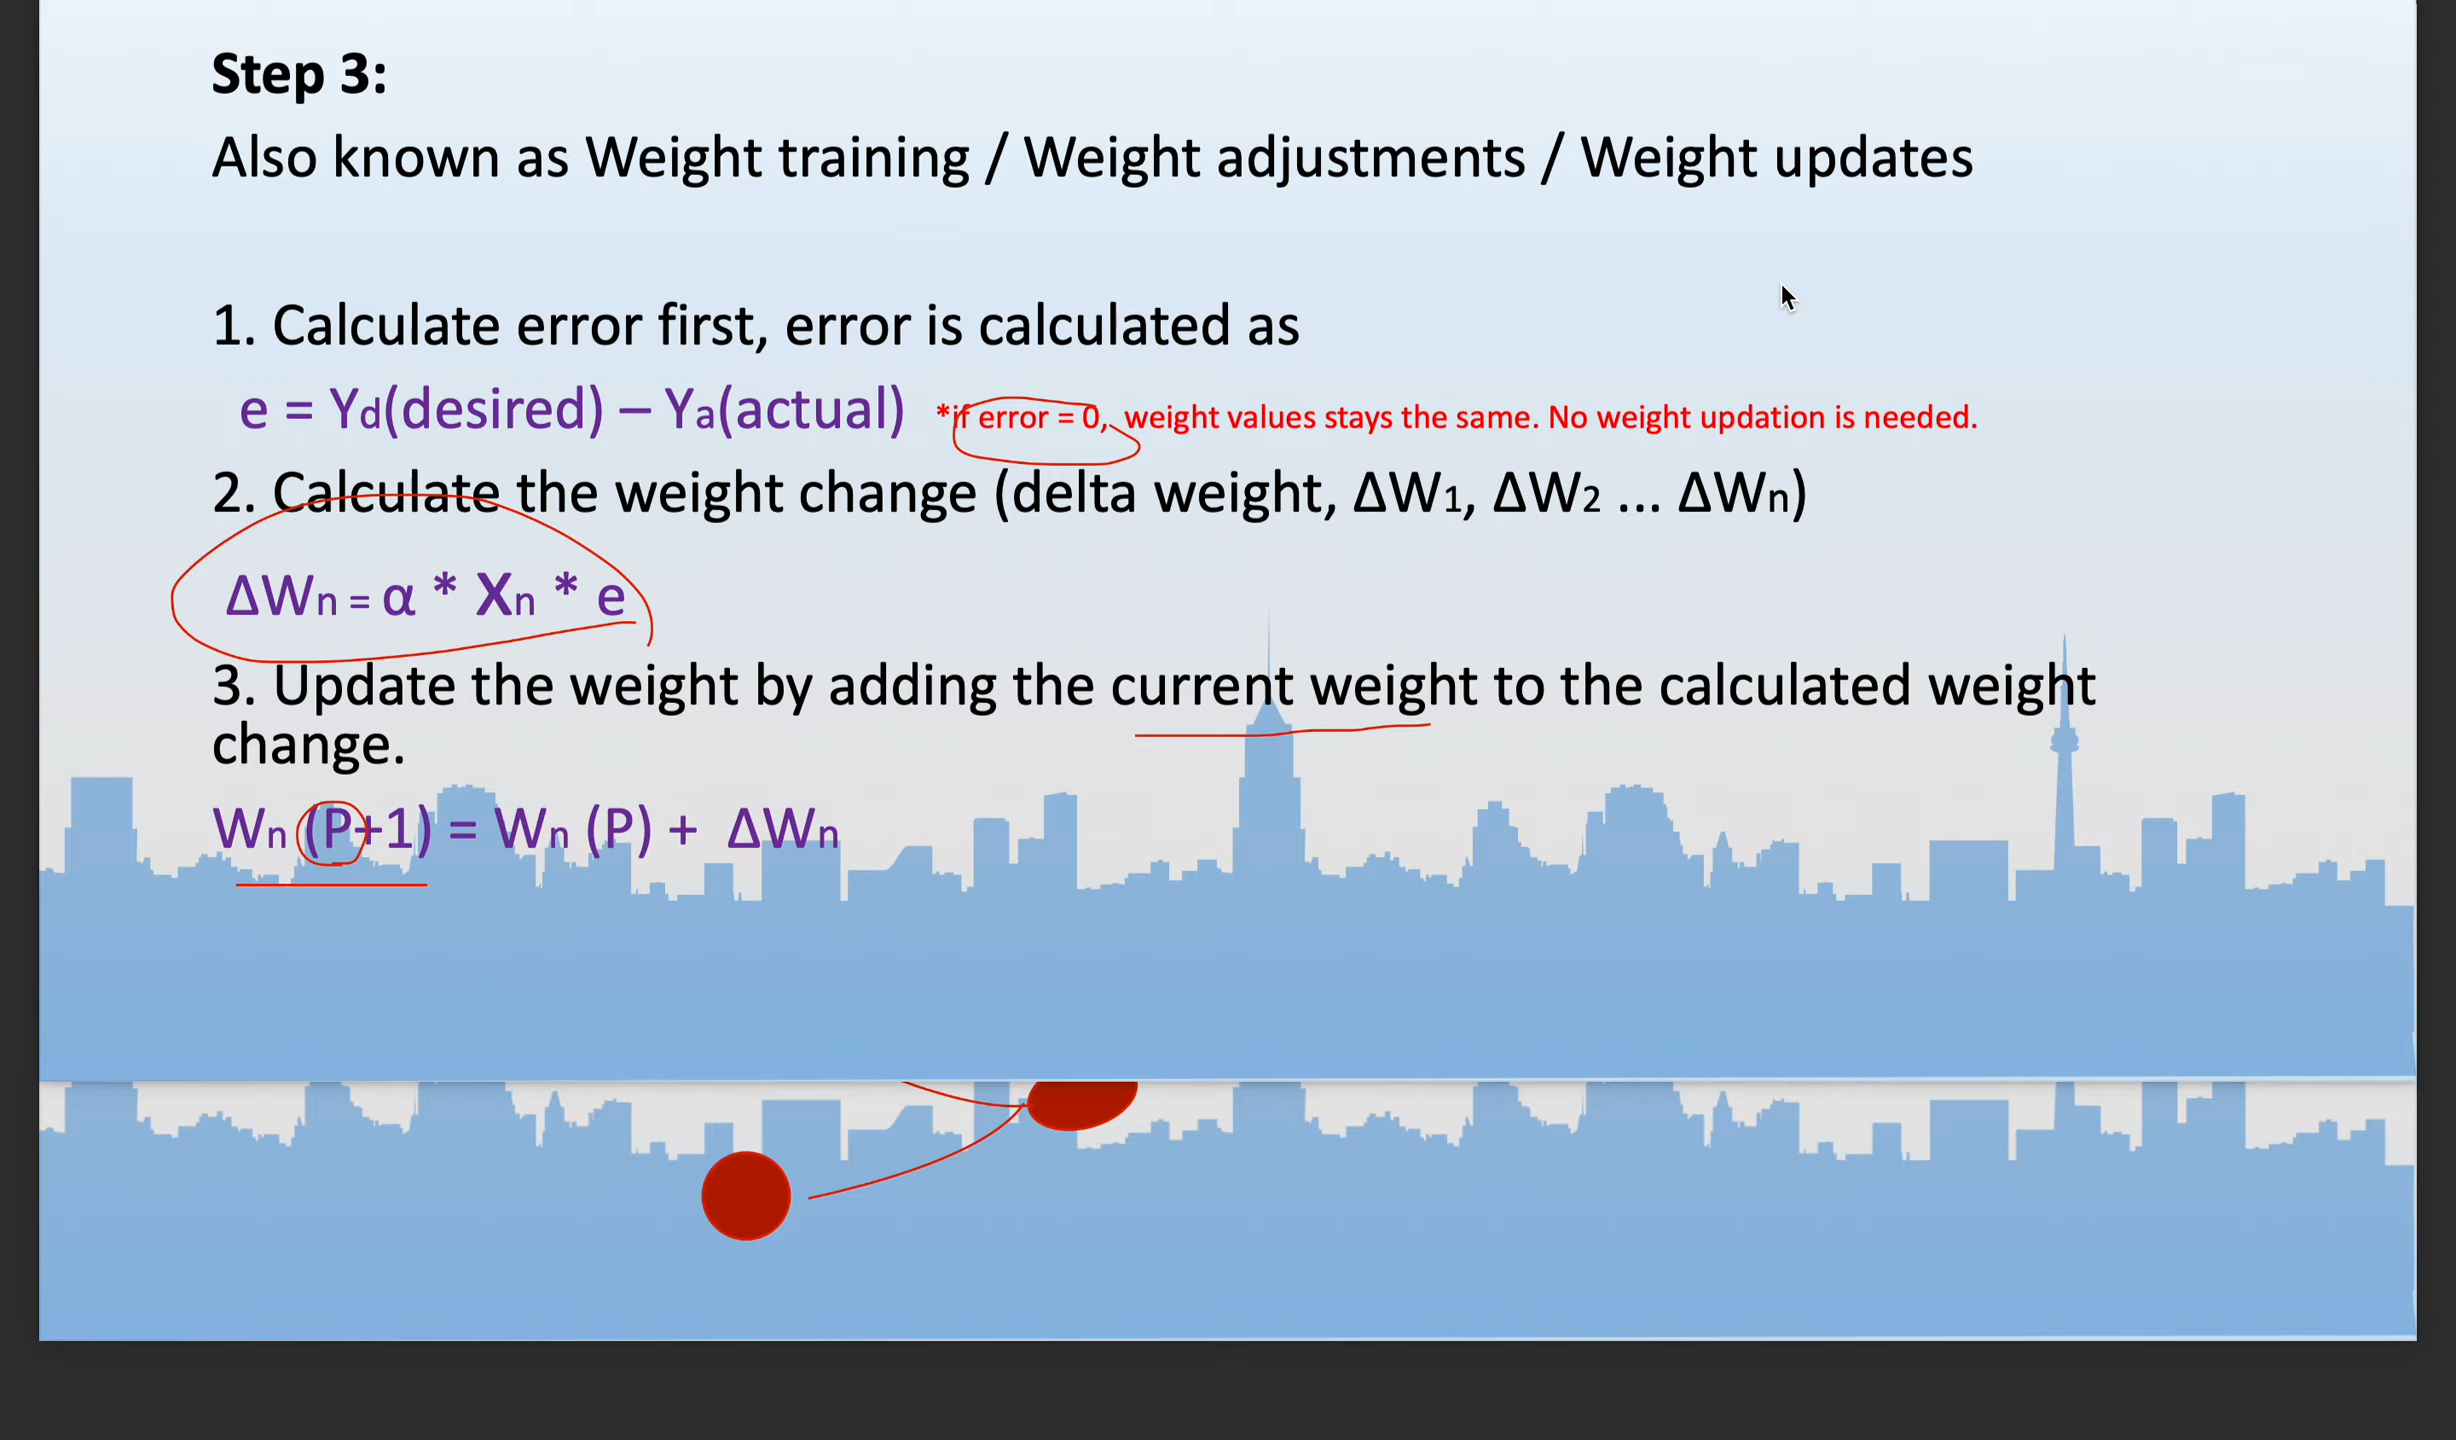 Step 3:
Also known as Weight training / Weight adjustments / Weight updates
1. Calculate error first, error is calculated as
e = Yd(desired) – Ya(actual) *if error = 0, weight values stays the same. No weight updation is needed.
2. Calculate the weight change (delta weight, ΔW1, ΔW2 ... ΔWn)
ΔWn = α * Xn * e
3. Update the weight by adding the current weight to the calculated weight
change.
Wn (P+1) = Wn (P) + ΔWn